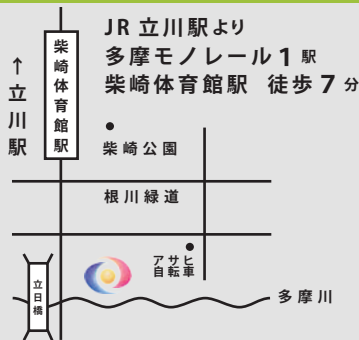 JR 立川駅より
多摩モノレール 1 駅
柴崎体育館駅 徒歩 7 分
↑立川駅
柴崎体育館駅
柴崎公園
根川緑道
アサヒ
自転車
立日橋
多摩川